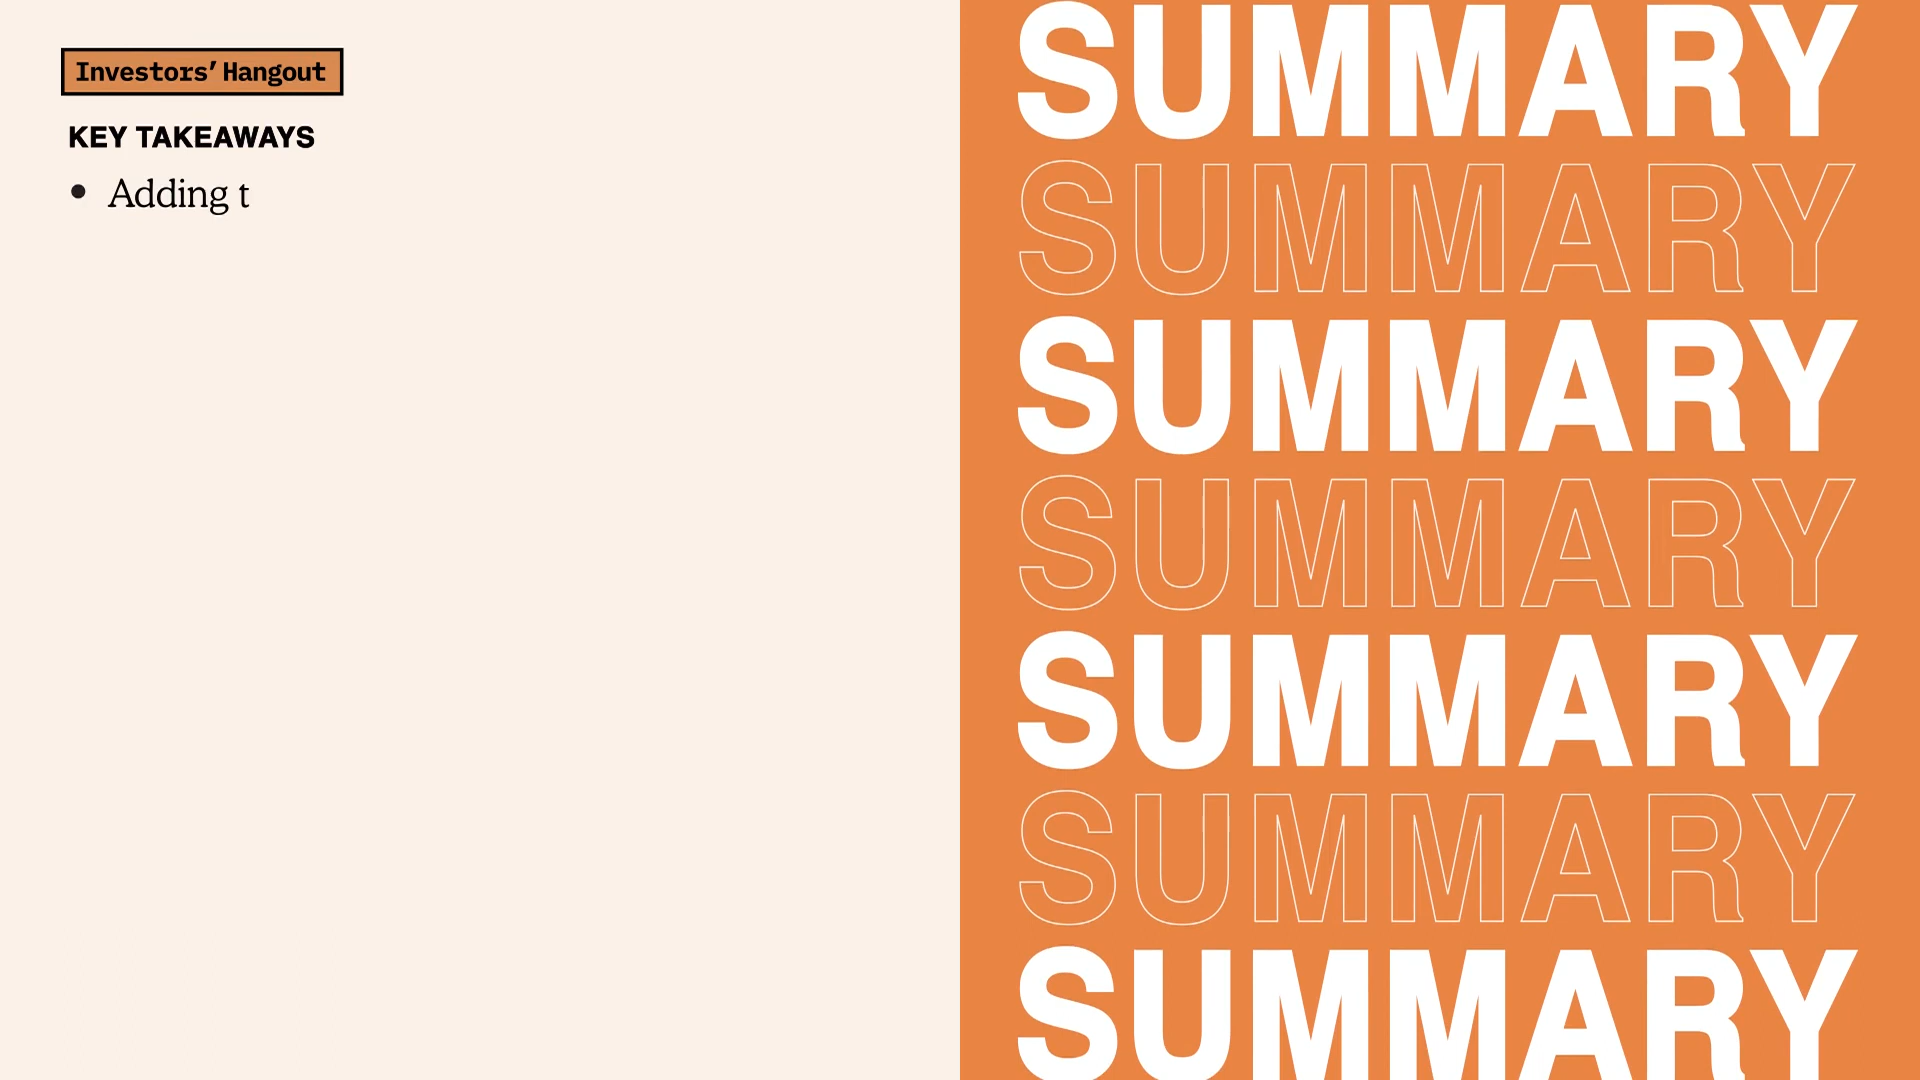 Investors’ Hangout
KEY TAKEAWAYS
• Adding t
SUMMARY
SUMMARY
SUMMARY
SUMMARY
SUMMARY
SUMMARY
SUMMARY